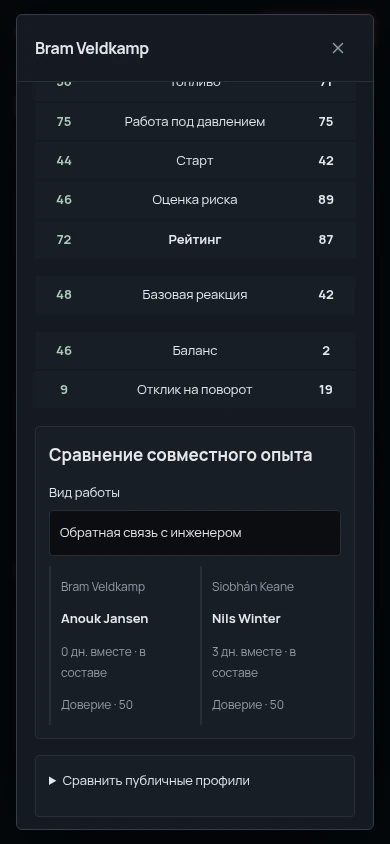 Bram Veldkamp
56 Топливо 71
75 Работа под давлением 75
44 Старт 42
46 Оценка риска 89
72 Рейтинг 87
48 Базовая реакция 42
46 Баланс 2
9 Отклик на поворот 19
Сравнение совместного опыта
Вид работы
Обратная связь с инженером
Bram Veldkamp
Anouk Jansen
0 дн. вместе · в
составе
Доверие · 50
Siobhán Keane
Nils Winter
3 дн. вместе · в
составе
Доверие · 50
Сравнить публичные профили